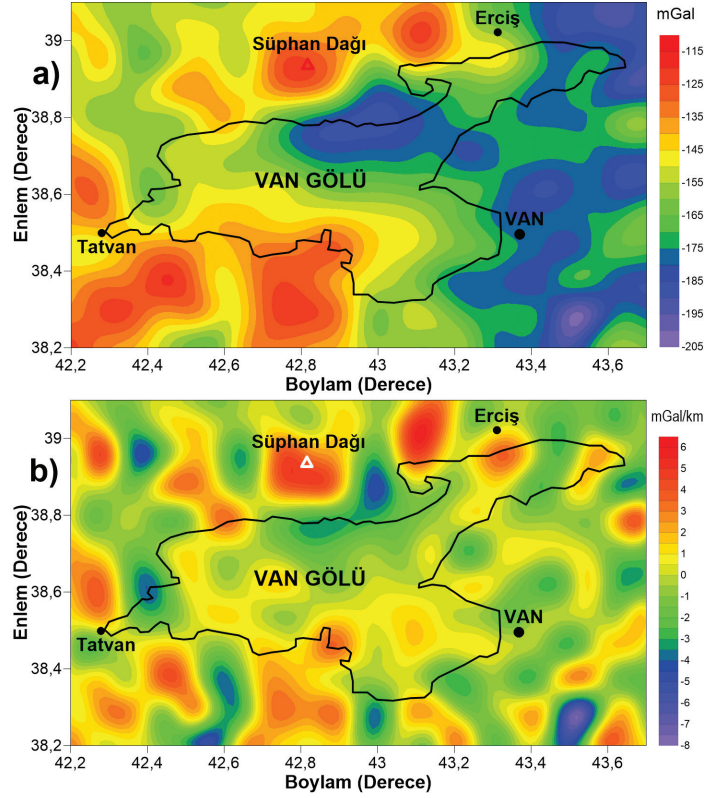 mGal
39
Erciş
Süphan Dağı
a)
-115
-125
-135
-145
-155
-165
-175
-185
-195
-205
38,8
38,6
38,4
38,2
Enlem (Derece)
VAN GÖLÜ
VAN
Tatvan
42,2
42,4
42,6
42,8
43
43,2
43,4
43,6
Boylam (Derece)
mGal/km
39
Erciş
Süphan Dağı
b)
6
5
4
3
2
1
0
-1
-2
-3
-4
-5
-6
-7
-8
38,8
38,6
38,4
38,2
Enlem (Derece)
VAN GÖLÜ
VAN
Tatvan
42,2
42,4
42,6
42,8
43
43,2
43,4
43,6
Boylam (Derece)